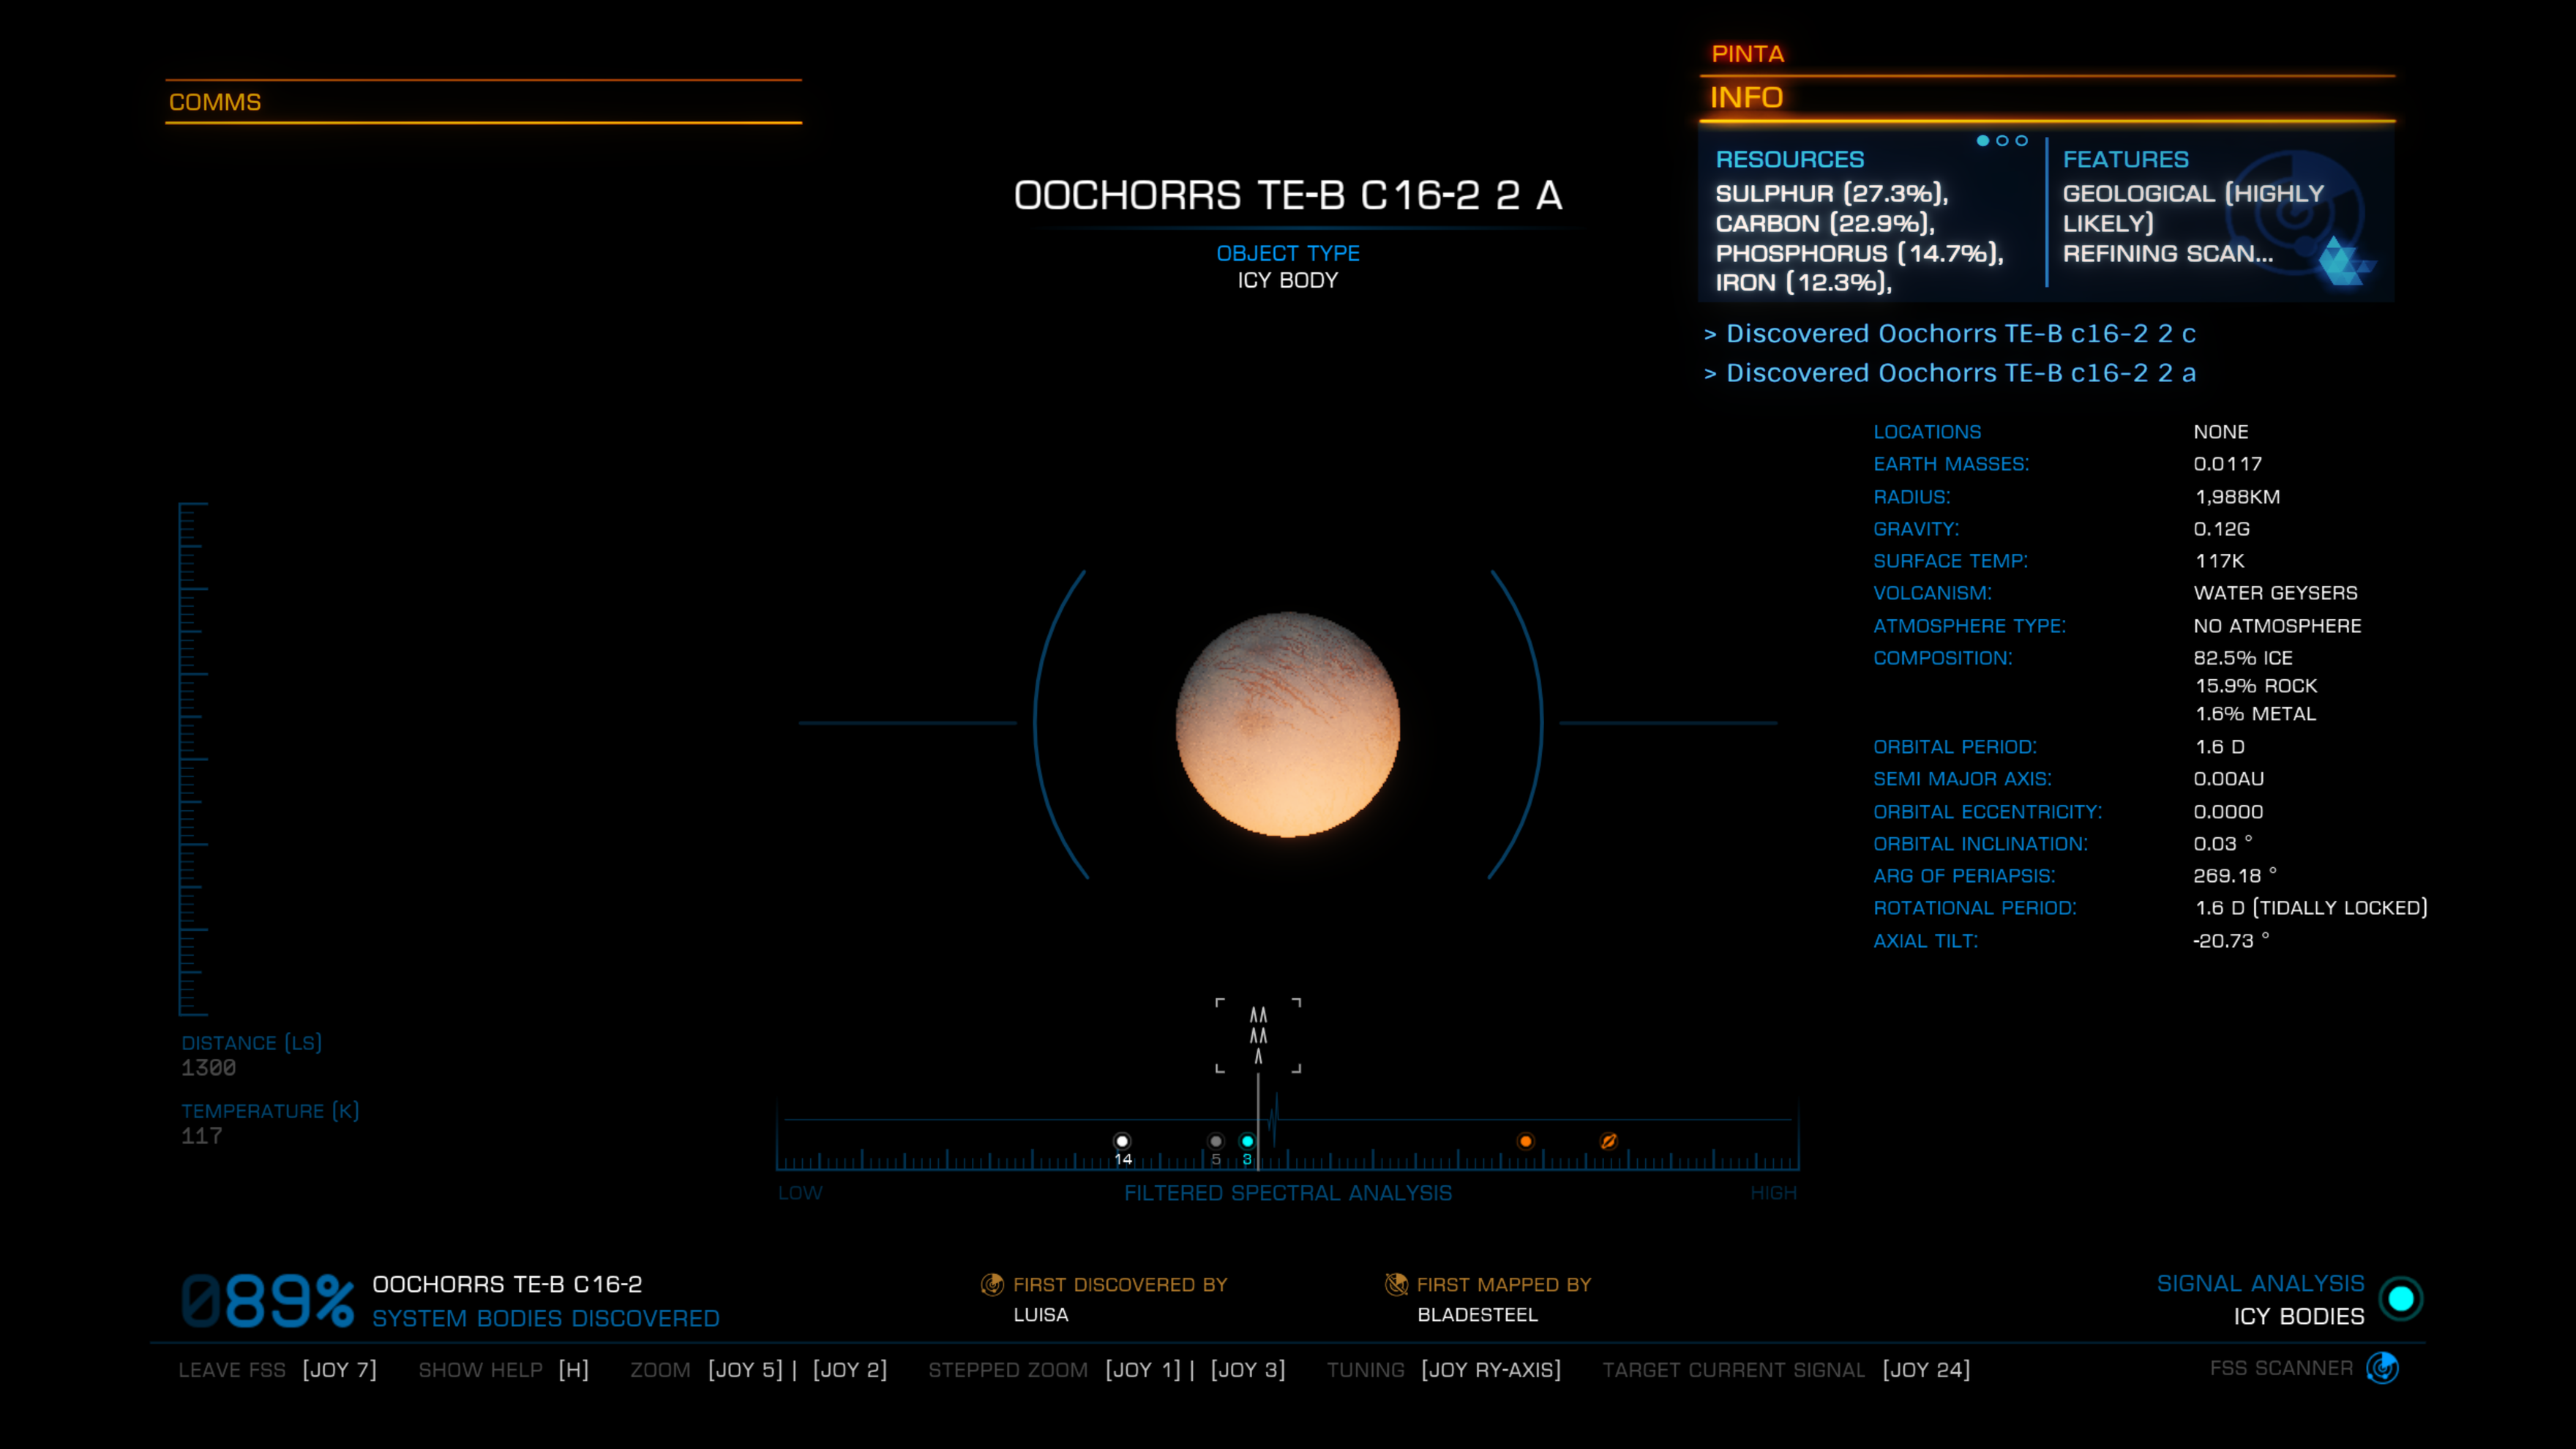 PINTA
COMMS
INFO
RESOURCES
SULPHUR (27.3%),
CARBON (22.9%),
PHOSPHORUS (14.7%),
IRON (12.3%),
FEATURES
GEOLOGICAL (HIGHLY
LIKELY)
REFINING SCAN...
OOCHORRS TE-B C16-2 2 A
OBJECT TYPE
ICY BODY
> Discovered Oochorrs TE-B c16-2 2 c
> Discovered Oochorrs TE-B c16-2 2 a
LOCATIONS NONE
EARTH MASSES: 0.0117
RADIUS: 1,988KM
GRAVITY: 0.12G
SURFACE TEMP: 117K
VOLCANISM: WATER GEYSERS
ATMOSPHERE TYPE: NO ATMOSPHERE
COMPOSITION: 82.5% ICE
15.9% ROCK
1.6% METAL
ORBITAL PERIOD: 1.6 D
SEMI MAJOR AXIS: 0.00AU
ORBITAL ECCENTRICITY: 0.0000
ORBITAL INCLINATION: 0.03 °
ARG OF PERIAPSIS: 269.18 °
ROTATIONAL PERIOD: 1.6 D (TIDALLY LOCKED)
AXIAL TILT: -20.73 °
DISTANCE (LS)
1300
TEMPERATURE (K)
117
14 5 3
LOW FILTERED SPECTRAL ANALYSIS HIGH
089% OOCHORRS TE-B C16-2
SYSTEM BODIES DISCOVERED
FIRST DISCOVERED BY
LUISA
FIRST MAPPED BY
BLADESTEEL
SIGNAL ANALYSIS
ICY BODIES
LEAVE FSS [JOY 7] SHOW HELP [H] ZOOM [JOY 5] | [JOY 2] STEPPED ZOOM [JOY 1] | [JOY 3] TUNING [JOY RY-AXIS] TARGET CURRENT SIGNAL [JOY 24] FSS SCANNER